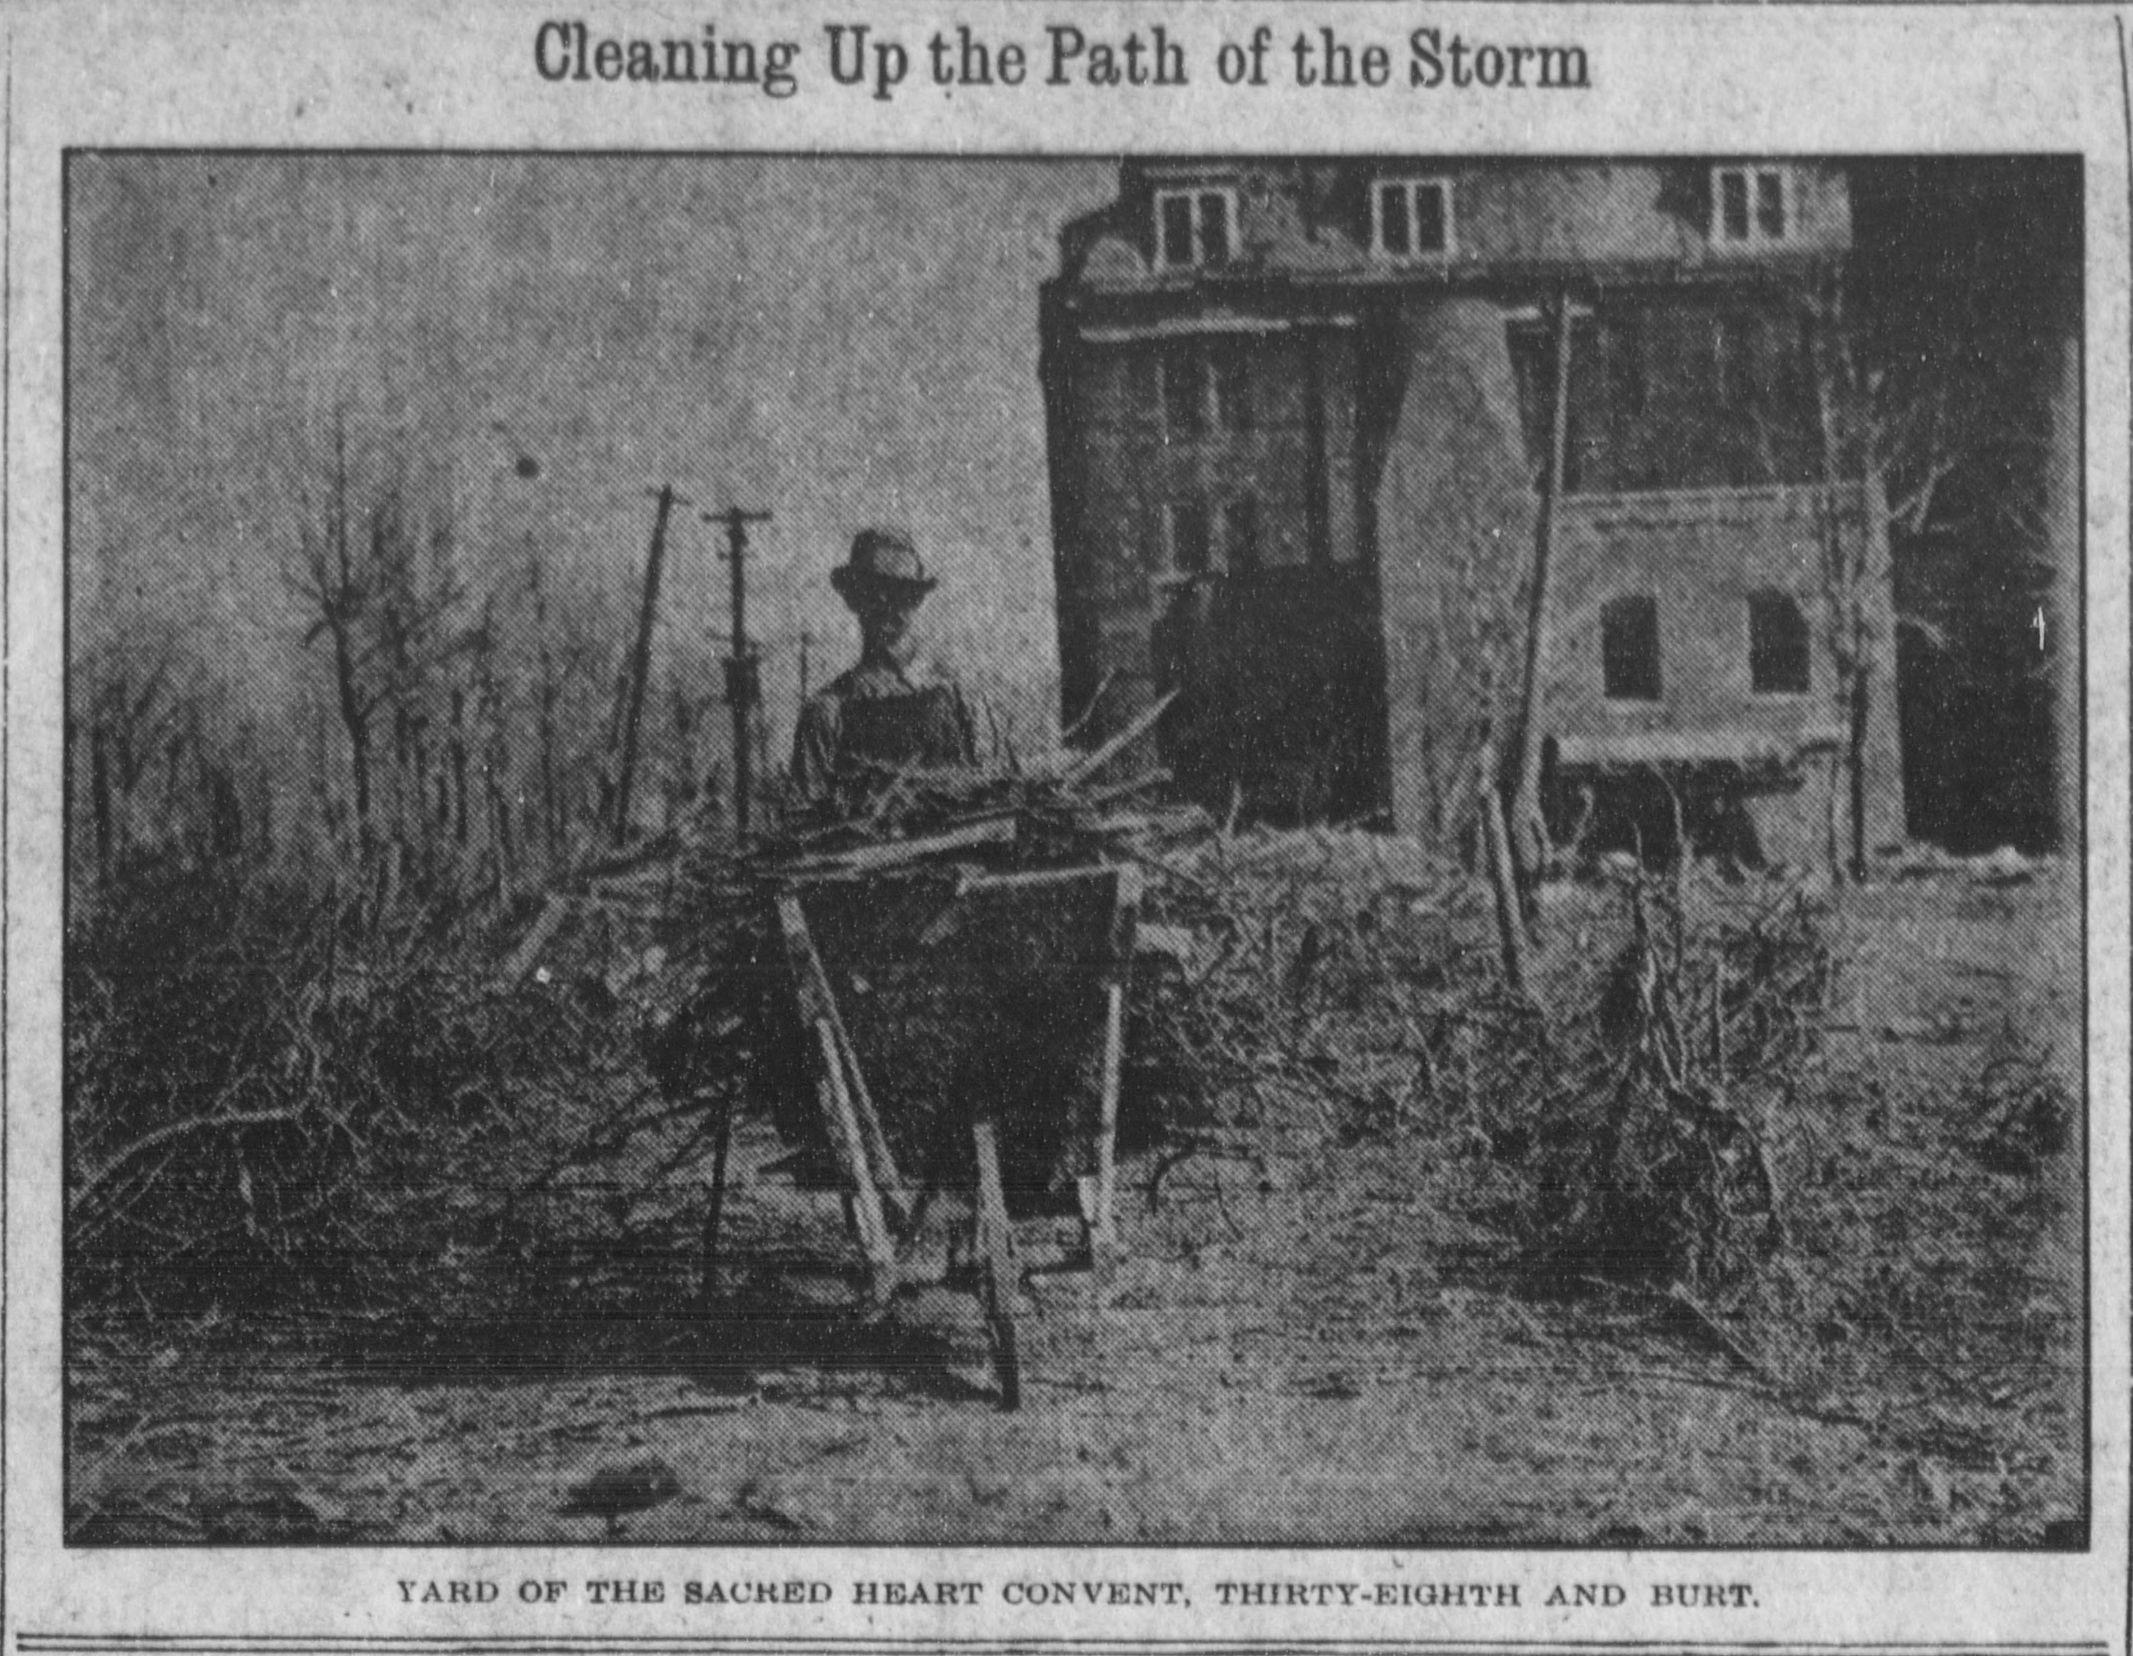 Cleaning Up the Path of the Storm
YARD OF THE SACRED HEART CONVENT, THIRTY-EIGHTH AND BURT.